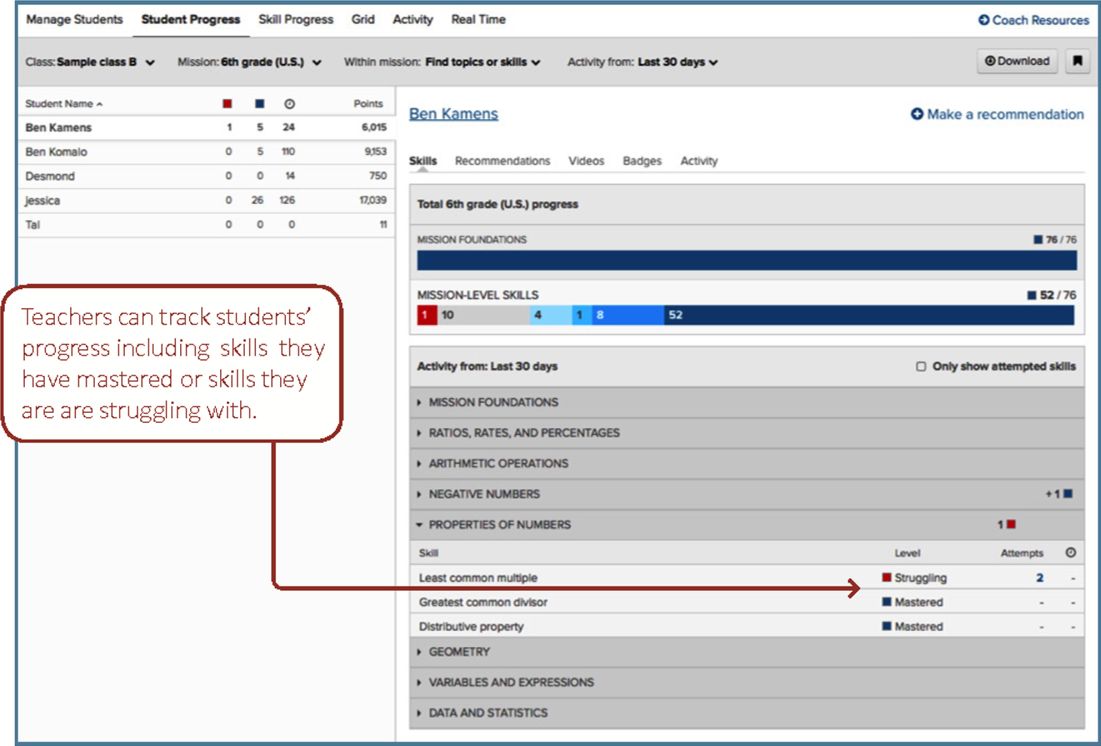 Manage Students Student Progress Skill Progress Grid Activity Real Time Coach Resources
Class: Sample class B Mission: 6th grade (U.S.) Within mission: Find topics or skills Activity from: Last 30 days Download
Student Name Points
Ben Kamens 1 5 24 6,015
Ben Komalo 0 5 110 9,153
Desmond 0 0 14 750
jessica 0 26 126 17,039
Tal 0 0 0 11
Teachers can track students’
progress including skills they
have mastered or skills they
are are struggling with.
Ben Kamens Make a recommendation
Skills Recommendations Videos Badges Activity
Total 6th grade (U.S.) progress
MISSION FOUNDATIONS 76 / 76
MISSION-LEVEL SKILLS 52 / 76
1 10 4 1 8 52
Activity from: Last 30 days Only show attempted skills
MISSION FOUNDATIONS
RATIOS, RATES, AND PERCENTAGES
ARITHMETIC OPERATIONS
NEGATIVE NUMBERS +1
PROPERTIES OF NUMBERS 1
Skill Level Attempts
Least common multiple Struggling 2 -
Greatest common divisor Mastered - -
Distributive property Mastered - -
GEOMETRY
VARIABLES AND EXPRESSIONS
DATA AND STATISTICS